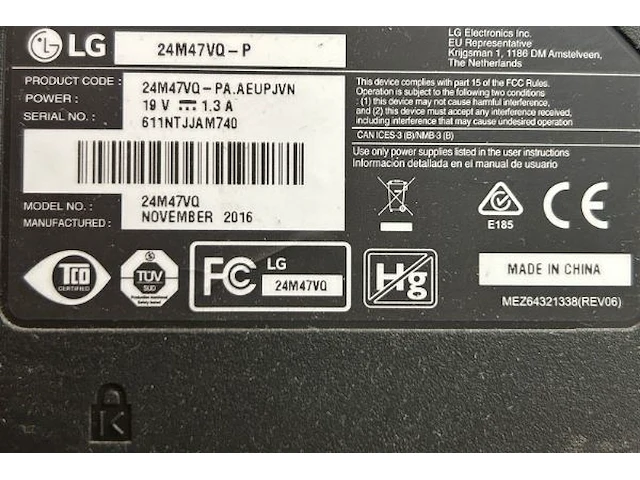 LG 24M47VQ-P
LG Electronics Inc.
EU Representative
Krijgsman 1, 1186 DM Amstelveen,
The Netherlands
PRODUCT CODE : 24M47VQ-PA.AEUPJVN
POWER : 19 V 1.3 A
SERIAL NO. : 611NTJJAM740
MODEL NO. : 24M47VQ
MANUFACTURED : NOVEMBER 2016
This device complies with part 15 of the FCC Rules.
Operation is subject to the following two conditions
: (1) this device may not cause harmful interference,
and (2) this device must accept any interference received,
including interference that may cause undesired operation
CAN ICES-3 (B)/NMB-3 (B)
Use only power supplies listed in the user instructions
Información detallada en el manual de usuario
E185
CE
TCO
CERTIFIED
TÜV
SÜD
Production monitored
Safety tested
FC LG
24M47VQ
Hg
MADE IN CHINA
MEZ64321338(REV06)
K